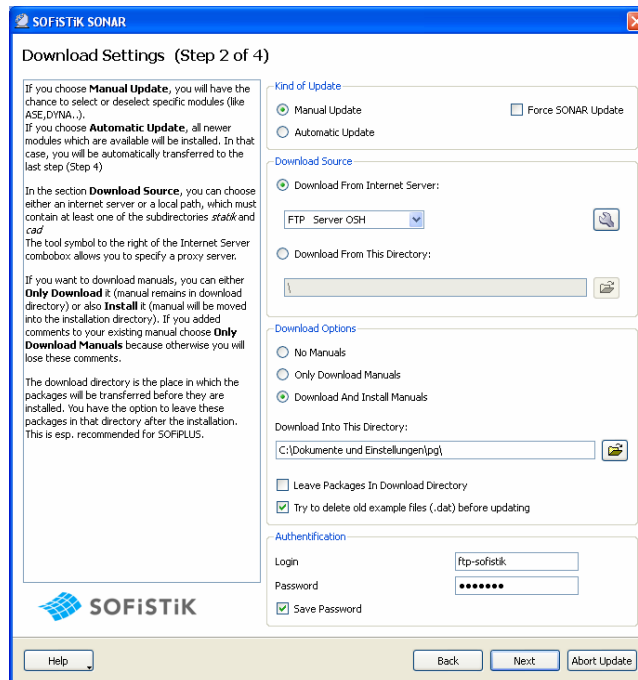 SOFiSTiK SONAR
Download Settings (Step 2 of 4)
If you choose Manual Update, you will have the
chance to select or deselect specific modules (like
ASE,DYNA..).
If you choose Automatic Update, all newer
modules which are available will be installed. In that
case, you will be automatically transferred to the
last step (Step 4)
In the section Download Source, you can choose
either an internet server or a local path, which must
contain at least one of the subdirectories statik and
cad
The tool symbol to the right of the Internet Server
combobox allows you to specify a proxy server.
If you want to download manuals, you can either
Only Download it (manual remains in download
directory) or also Install it (manual will be moved
into the installation directory). If you added
comments to your existing manual choose Only
Download Manuals because otherwise you will
lose these comments.
The download directory is the place in which the
packages will be transferred before they are
installed. You have the option to leave these
packages in that directory after the installation.
This is esp. recommended for SOFiPLUS.
SOFiSTiK
Kind of Update
Manual Update
Force SONAR Update
Automatic Update
Download Source
Download From Internet Server:
FTP Server OSH
Download From This Directory:
\
Download Options
No Manuals
Only Download Manuals
Download And Install Manuals
Download Into This Directory:
C:\Dokumente und Einstellungen\pg\
Leave Packages In Download Directory
Try to delete old example files (.dat) before updating
Authentification
Login
ftp-sofistik
Password
•••••••
Save Password
Help
Back
Next
Abort Update